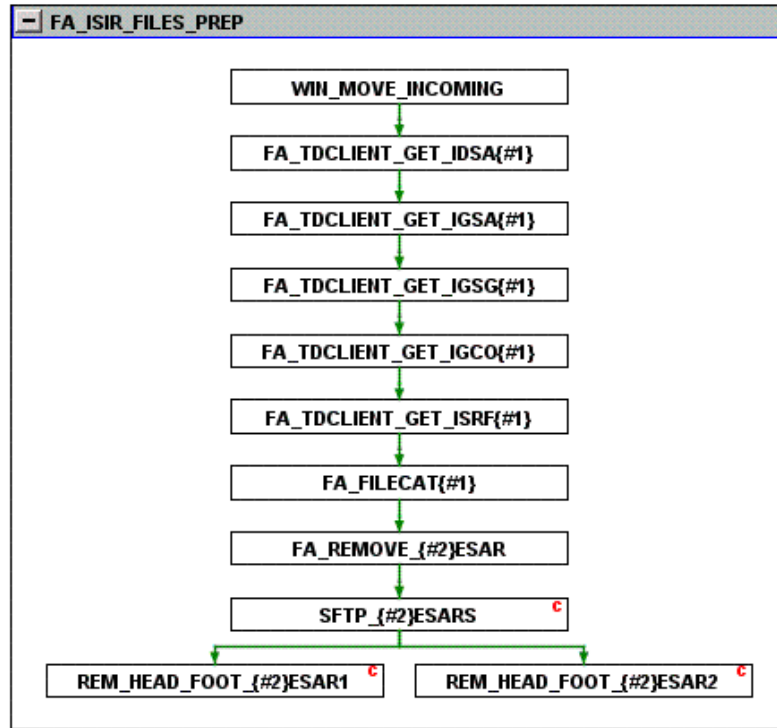 FA_ISIR_FILES_PREP
WIN_MOVE_INCOMING
FA_TDCLIENT_GET_IDSA{#1}
FA_TDCLIENT_GET_IGSA{#1}
FA_TDCLIENT_GET_IGSG{#1}
FA_TDCLIENT_GET_IGCO{#1}
FA_TDCLIENT_GET_ISRF{#1}
FA_FILECAT{#1}
FA_REMOVE_{#2}ESAR
SFTP_{#2}ESARS c
REM_HEAD_FOOT_{#2}ESAR1 c REM_HEAD_FOOT_{#2}ESAR2 c